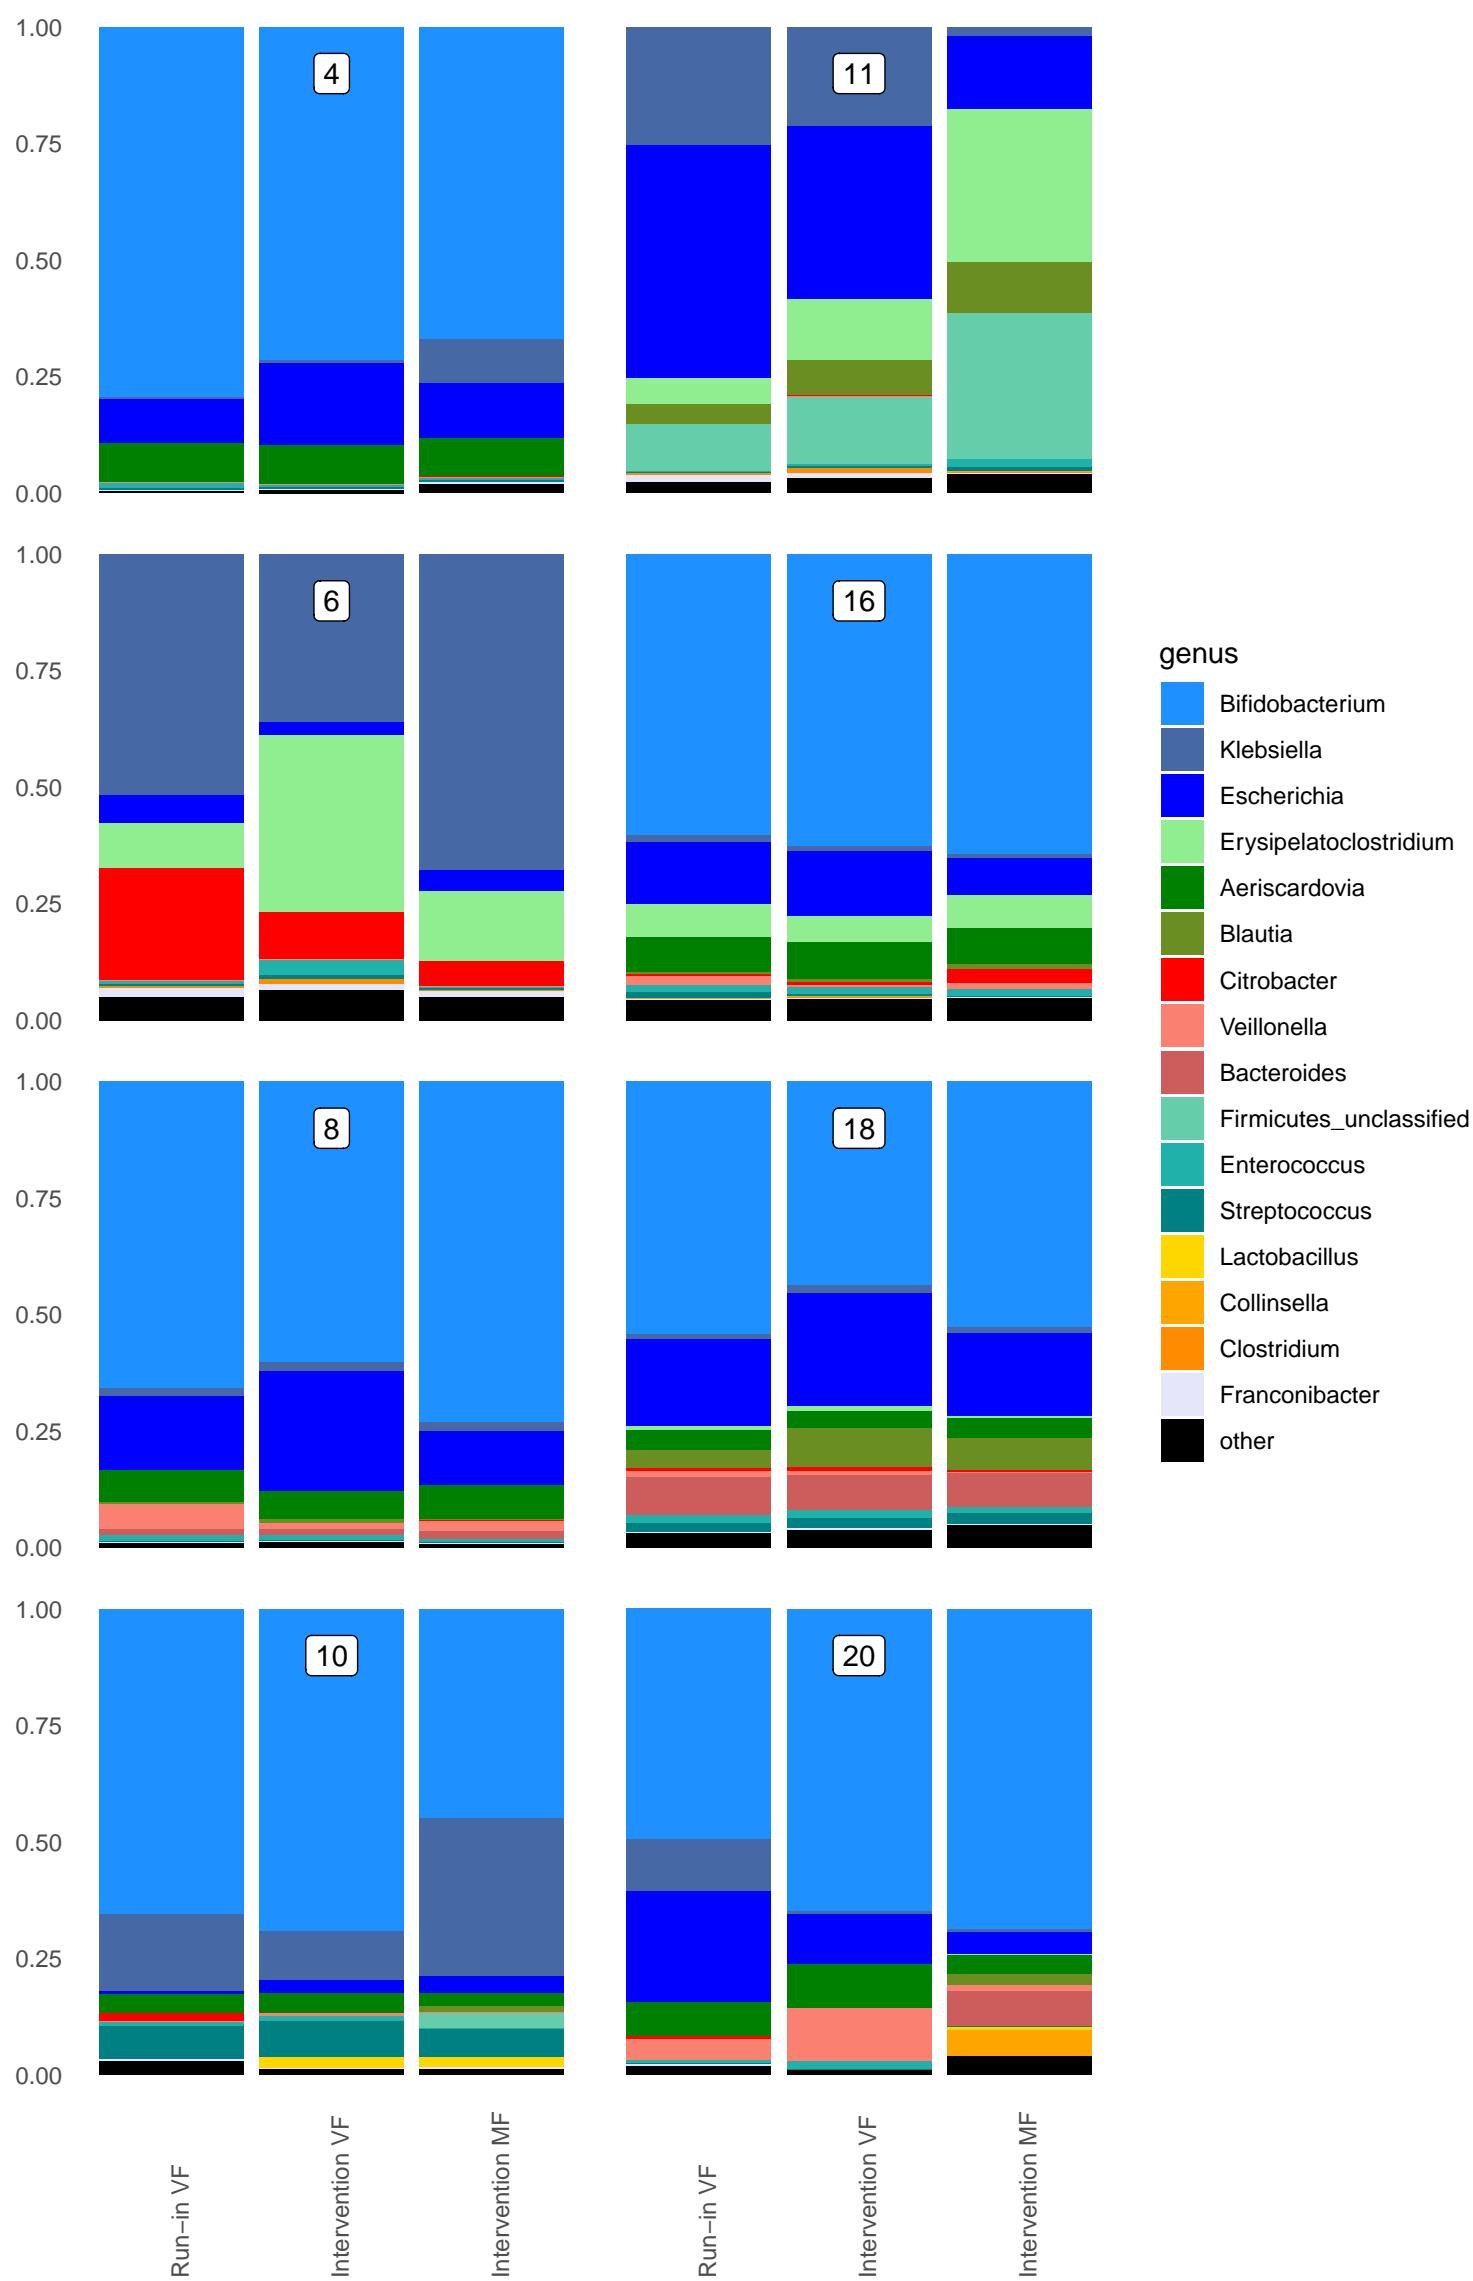 1.00
0.75
0.50
0.25
0.00
4
11
1.00
0.75
0.50
0.25
0.00
6
16
1.00
0.75
0.50
0.25
0.00
8
18
1.00
0.75
0.50
0.25
0.00
10
20
Run−in VF
Intervention VF
Intervention MF
Run−in VF
Intervention VF
Intervention MF
genus
Bifidobacterium
Klebsiella
Escherichia
Erysipelatoclostridium
Aeriscardovia
Blautia
Citrobacter
Veillonella
Bacteroides
Firmicutes_unclassified
Enterococcus
Streptococcus
Lactobacillus
Collinsella
Clostridium
Franconibacter
other